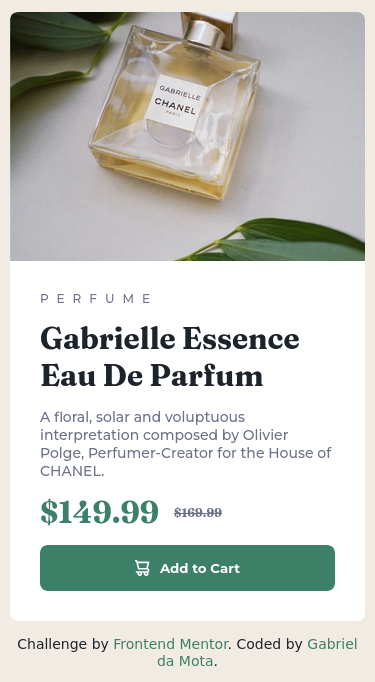 GABRIELLE
CHANEL
PARIS
PERFUME
Gabrielle Essence
Eau De Parfum
A floral, solar and voluptuous
interpretation composed by Olivier
Polge, Perfumer-Creator for the House of
CHANEL.
$149.99 $169.99
Add to Cart
Challenge by Frontend Mentor. Coded by Gabriel
da Mota.